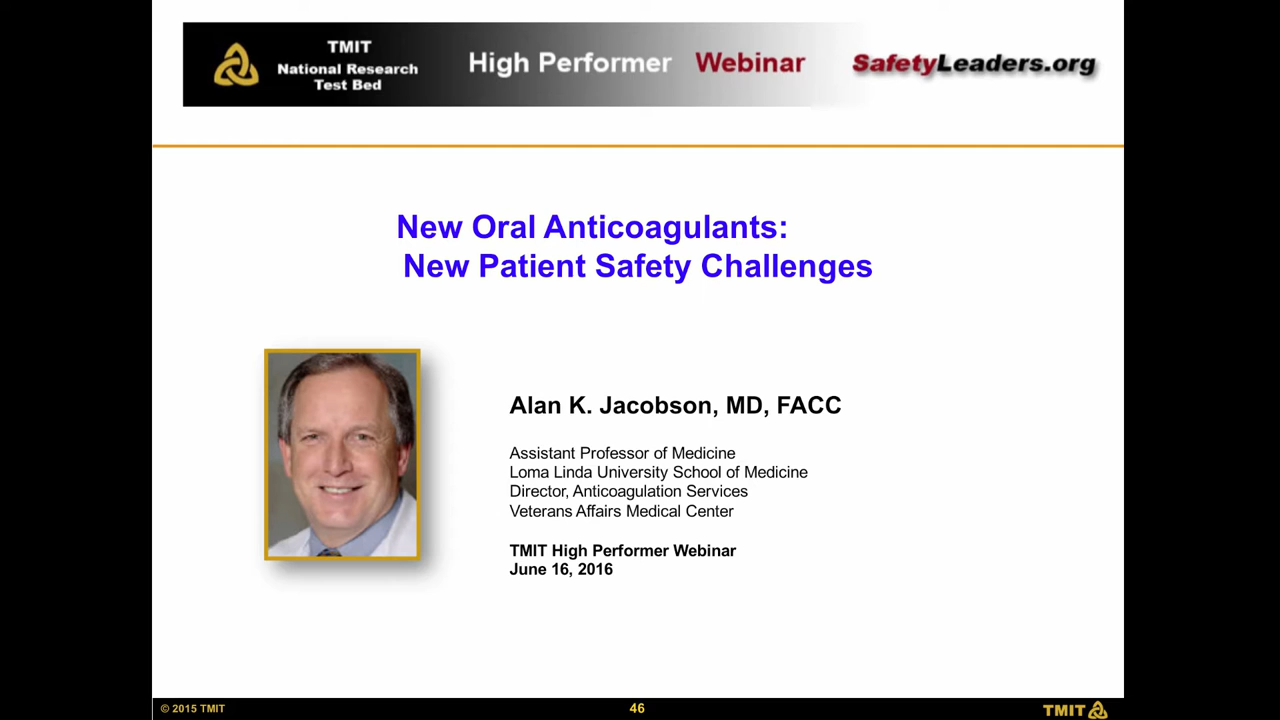 TMIT
National Research
Test Bed
High Performer Webinar
SafetyLeaders.org
New Oral Anticoagulants:
New Patient Safety Challenges
Alan K. Jacobson, MD, FACC
Assistant Professor of Medicine
Loma Linda University School of Medicine
Director, Anticoagulation Services
Veterans Affairs Medical Center
TMIT High Performer Webinar
June 16, 2016
© 2015 TMIT
46
TMIT